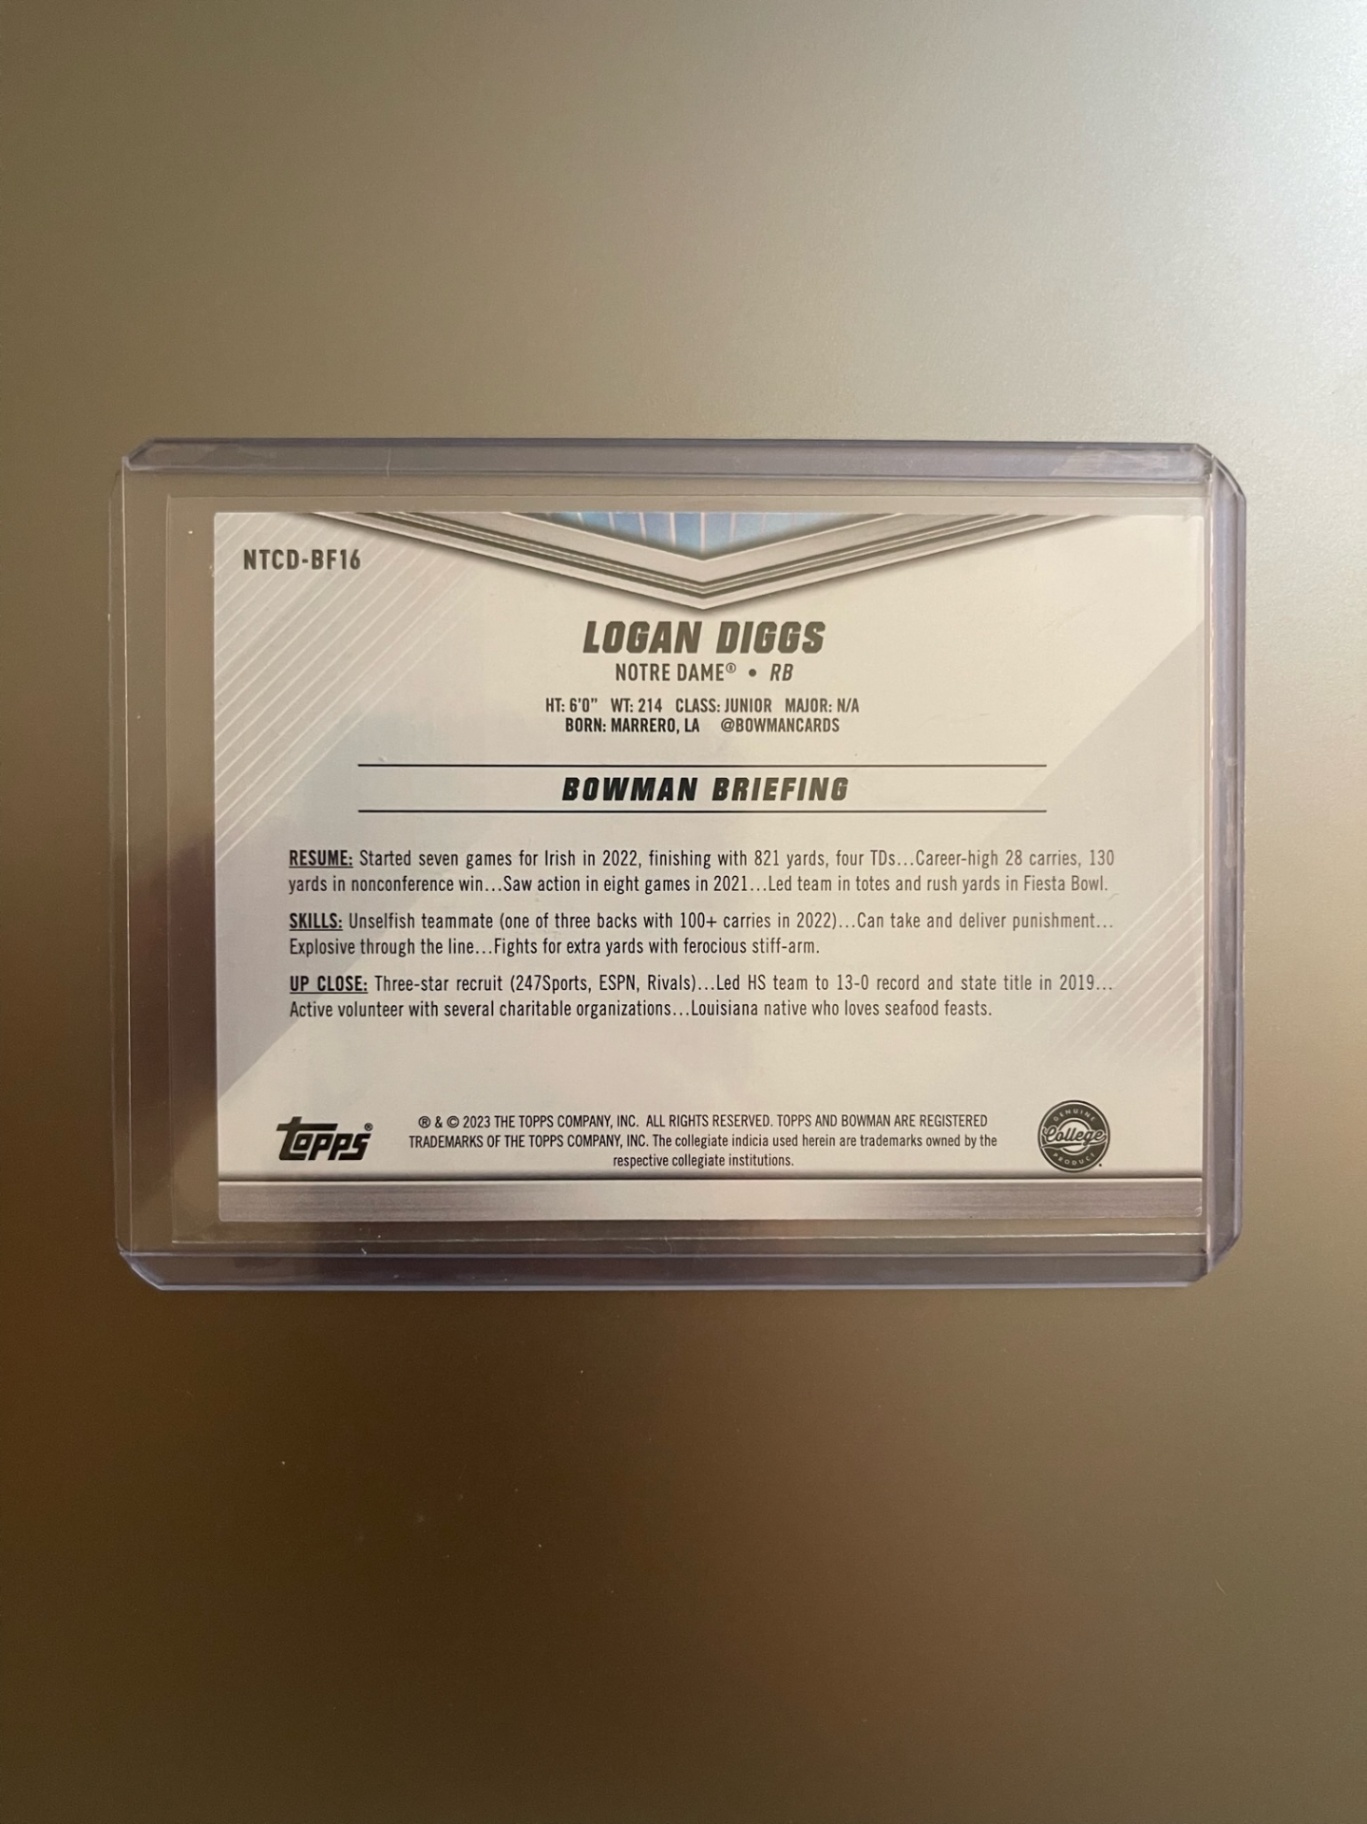 NTCD-BF16
LOGAN DIGGS
NOTRE DAME® • RB
HT: 6'0" WT: 214 CLASS: JUNIOR MAJOR: N/A
BORN: MARRERO, LA @BOWMANCARDS
BOWMAN BRIEFING
RESUME: Started seven games for Irish in 2022, finishing with 821 yards, four TDs...Career-high 28 carries, 130
yards in nonconference win...Saw action in eight games in 2021...Led team in totes and rush yards in Fiesta Bowl.
SKILLS: Unselfish teammate (one of three backs with 100+ carries in 2022)...Can take and deliver punishment...
Explosive through the line...Fights for extra yards with ferocious stiff-arm.
UP CLOSE: Three-star recruit (247Sports, ESPN, Rivals)...Led HS team to 13-0 record and state title in 2019...
Active volunteer with several charitable organizations...Louisiana native who loves seafood feasts.
topps®
® & © 2023 THE TOPPS COMPANY, INC. ALL RIGHTS RESERVED. TOPPS AND BOWMAN ARE REGISTERED
TRADEMARKS OF THE TOPPS COMPANY, INC. The collegiate indicia used herein are trademarks owned by the
respective collegiate institutions.
GENUINE
College
PRODUCT